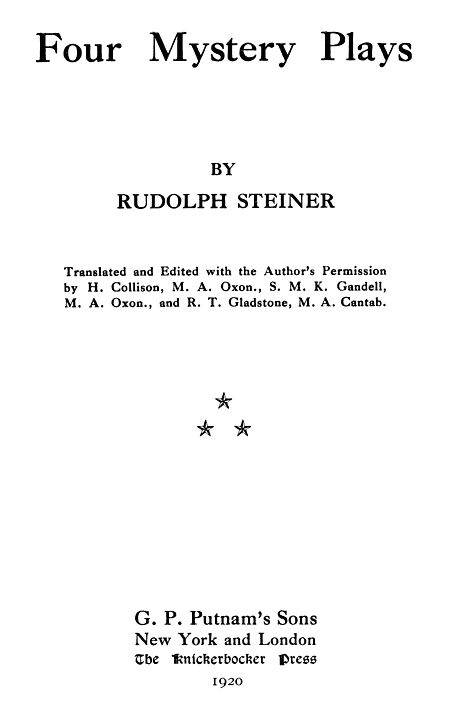 Four Mystery Plays
BY
RUDOLPH STEINER
Translated and Edited with the Author's Permission
by H. Collison, M. A. Oxon., S. M. K. Gandell,
M. A. Oxon., and R. T. Gladstone, M. A. Cantab.
G. P. Putnam's Sons
New York and London
The Knickerbocker Press
1920